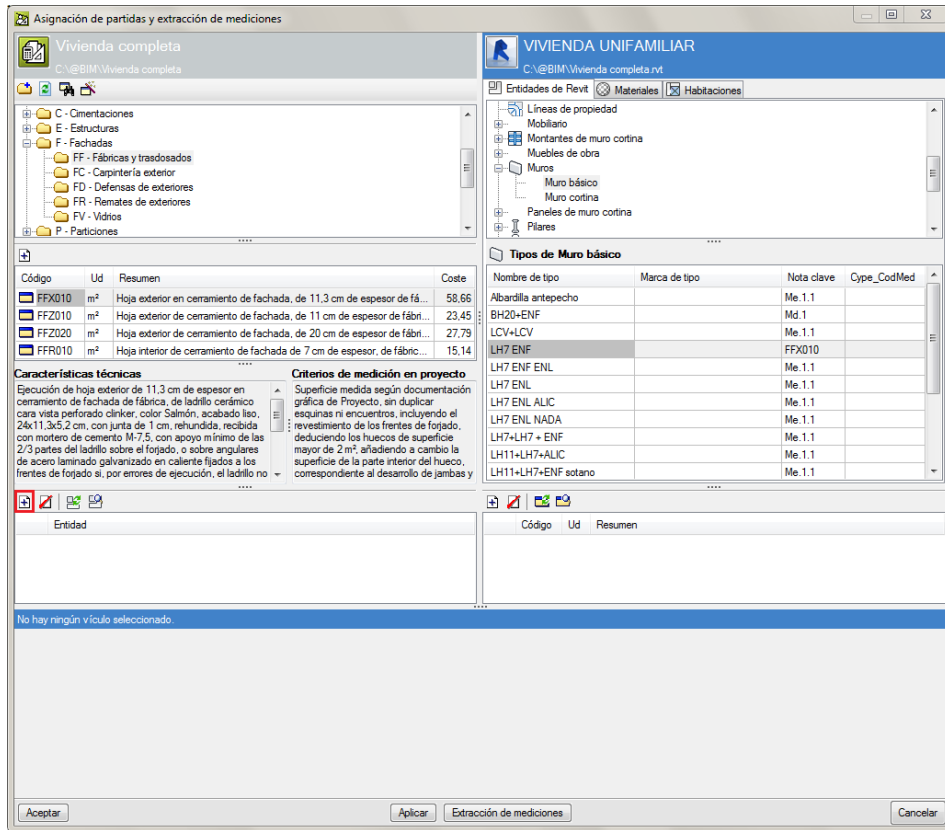 Asignación de partidas y extracción de mediciones
Vivienda completa
C:\@BIM\Vivienda completa
C - Cimentaciones
E - Estructuras
F - Fachadas
FF - Fábricas y trasdosados
FC - Carpintería exterior
FD - Defensas de exteriores
FR - Remates de exteriores
FV - Vidrios
P - Particiones
Código Ud Resumen Coste
FFX010 m² Hoja exterior en cerramiento de fachada, de 11,3 cm de espesor de fá... 58,66
FFZ010 m² Hoja exterior de cerramiento de fachada, de 11 cm de espesor de fábri... 23,45
FFZ020 m² Hoja exterior de cerramiento de fachada, de 20 cm de espesor de fábri... 27,79
FFR010 m² Hoja interior de cerramiento de fachada de 7 cm de espesor, de fábric... 15,14
Características técnicas
Ejecución de hoja exterior de 11,3 cm de espesor en
cerramiento de fachada de fábrica, de ladrillo cerámico
cara vista perforado clinker, color Salmón, acabado liso,
24x11,3x5,2 cm, con junta de 1 cm, rehundida, recibida
con mortero de cemento M-7,5, con apoyo mínimo de las
2/3 partes del ladrillo sobre el forjado, o sobre angulares
de acero laminado galvanizado en caliente fijados a los
frentes de forjado si, por errores de ejecución, el ladrillo no
Criterios de medición en proyecto
Superficie medida según documentación
gráfica de Proyecto, sin duplicar
esquinas ni encuentros, incluyendo el
revestimiento de los frentes de forjado,
deduciendo los huecos de superficie
mayor de 2 m², añadiendo a cambio la
superficie de la parte interior del hueco,
correspondiente al desarrollo de jambas y
Entidad
VIVIENDA UNIFAMILIAR
C:\@BIM\Vivienda completa.rvt
Entidades de Revit Materiales Habitaciones
Líneas de propiedad
Mobiliario
Montantes de muro cortina
Muebles de obra
Muros
Muro básico
Muro cortina
Paneles de muro cortina
Pilares
Tipos de Muro básico
Nombre de tipo Marca de tipo Nota clave Cype_CodMed
Albardilla antepecho Me.1.1
BH20+ENF Md.1
LCV+LCV Me.1.1
LH7 ENF FFX010
LH7 ENF ENL Me.1.1
LH7 ENL Me.1.1
LH7 ENL ALIC Me.1.1
LH7 ENL NADA Me.1.1
LH7+LH7 + ENF Me.1.1
LH11+LH7+ALIC Me.1.1
LH11+LH7+ENF sotano Me.1.1
Código Ud Resumen
No hay ningún vículo seleccionado.
Aceptar Aplicar Extracción de mediciones Cancelar